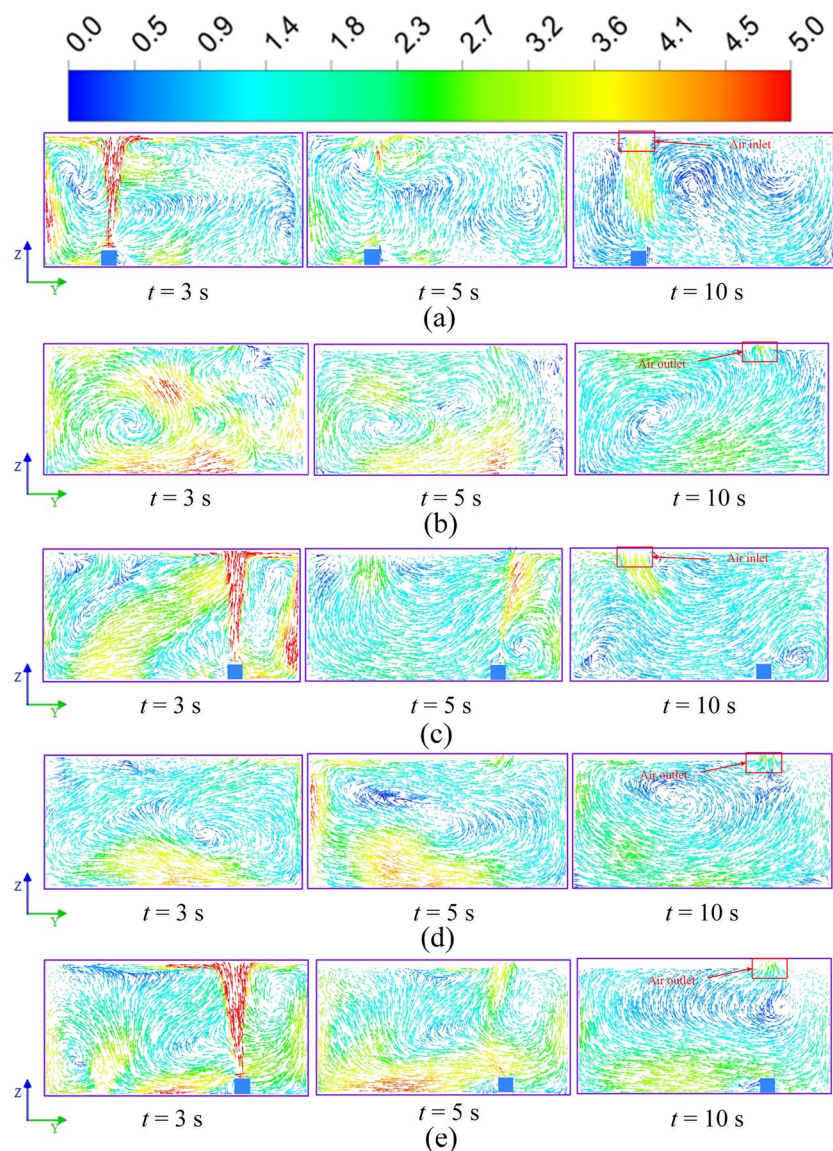 0.0 0.5 0.9 1.4 1.8 2.3 2.7 3.2 3.6 4.1 4.5 5.0
Air inlet
Z
Y
t = 3 s t = 5 s t = 10 s
(a)
Air outlet
Z
Y
t = 3 s t = 5 s t = 10 s
(b)
Air inlet
Z
Y
t = 3 s t = 5 s t = 10 s
(c)
Air outlet
Z
Y
t = 3 s t = 5 s t = 10 s
(d)
Air outlet
Z
Y
t = 3 s t = 5 s t = 10 s
(e)